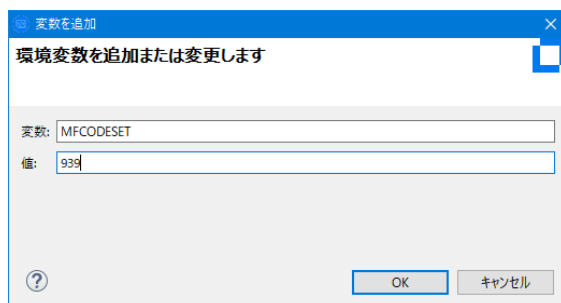 変数を追加
環境変数を追加または変更します
変数: MFCODESET
値: 939
?
OK キャンセル